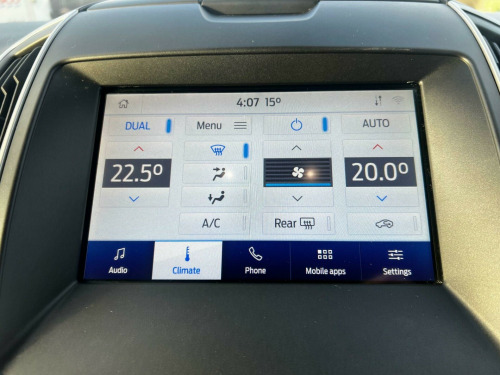 4:07 15°
DUAL Menu AUTO
22.5° 20.0°
A/C Rear
Audio Climate Phone Mobile apps Settings